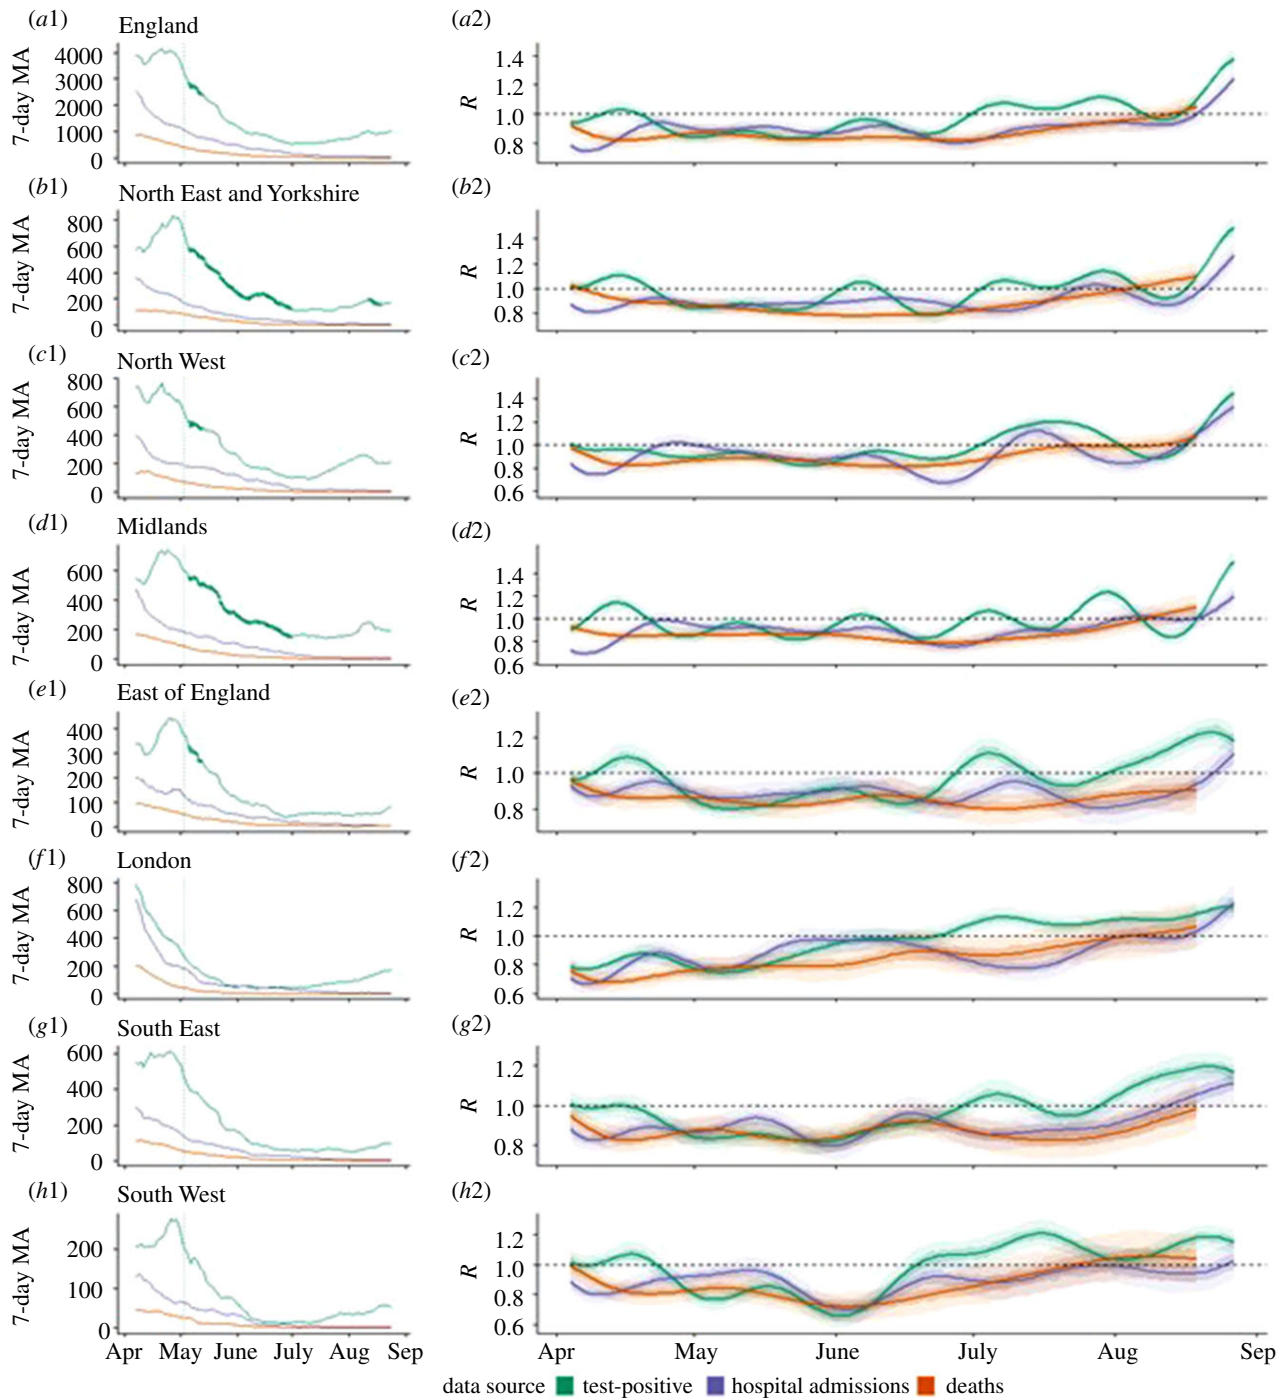 (a1) England (a2)
7-day MA
4000
3000
2000
1000
0
R
1.4
1.2
1.0
0.8
(b1) North East and Yorkshire (b2)
7-day MA
800
600
400
200
0
R
1.4
1.2
1.0
0.8
(c1) North West (c2)
7-day MA
800
600
400
200
0
R
1.4
1.2
1.0
0.8
0.6
(d1) Midlands (d2)
7-day MA
600
400
200
0
R
1.4
1.2
1.0
0.8
0.6
(e1) East of England (e2)
7-day MA
400
300
200
100
0
R
1.2
1.0
0.8
(f1) London (f2)
7-day MA
800
600
400
200
0
R
1.2
1.0
0.8
0.6
(g1) South East (g2)
7-day MA
600
400
200
0
R
1.2
1.0
0.8
(h1) South West (h2)
7-day MA
200
100
0
R
1.2
1.0
0.8
0.6
Apr May June July Aug Sep
Apr May June July Aug Sep
data source test-positive hospital admissions deaths